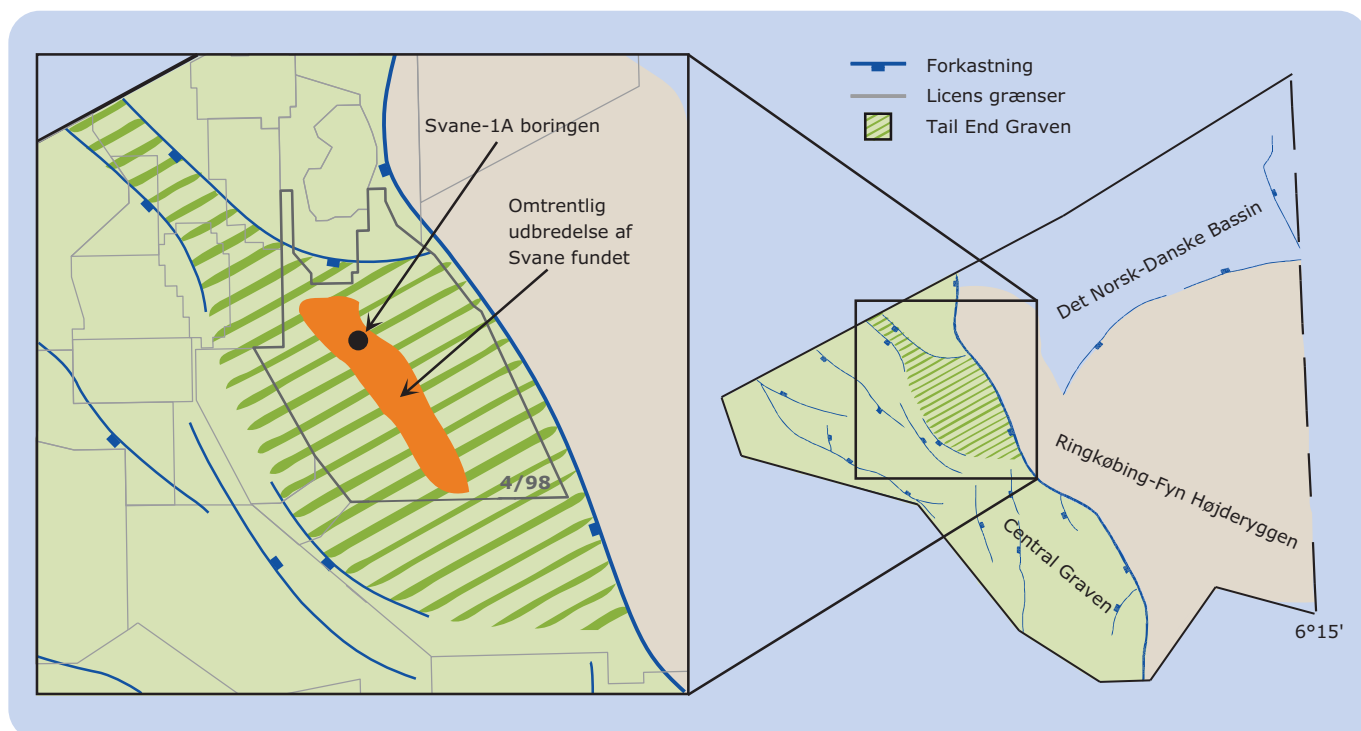 Svane-1A boringen
Omtrentlig
udbredelse af
Svane fundet
4/98
Forkastning
Licens grænser
Tail End Graven
Det Norsk-Danske Bassin
Ringkøbing-Fyn Højderyggen
Central Graven
6°15'